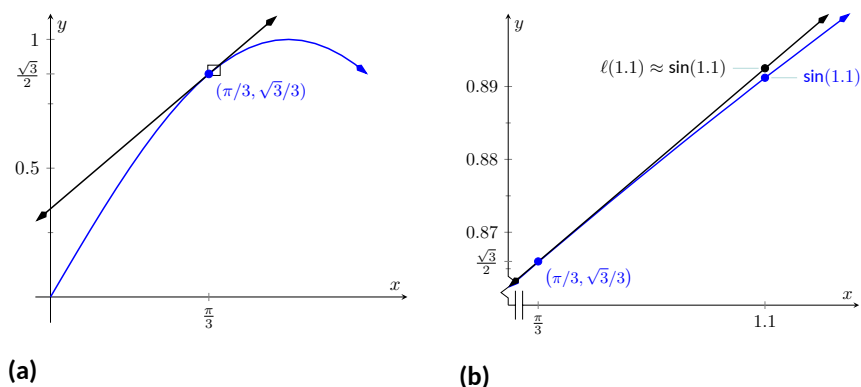 y
1
√3/2
(π/3, √3/3)
0.5
x
π/3
(a)
y
ℓ(1.1) ≈ sin(1.1)
0.89
sin(1.1)
0.88
0.87
√3/2
(π/3, √3/3)
x
π/3
1.1
(b)